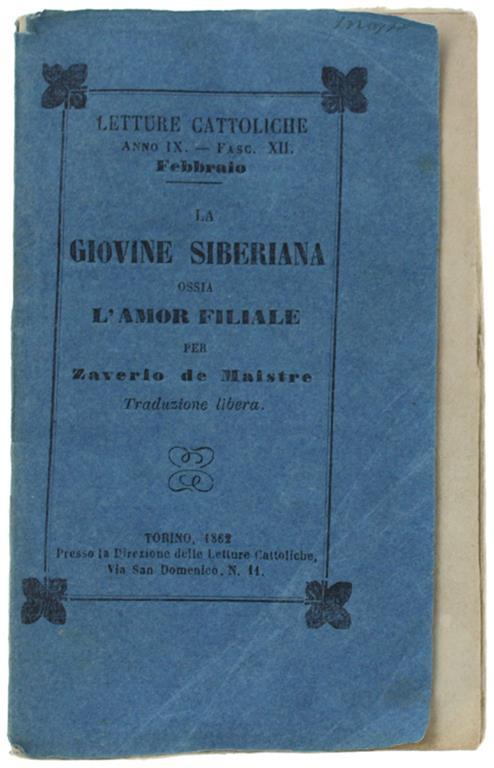 LETTURE CATTOLICHE
ANNO IX. — FASC. XII.
Febbraio
LA
GIOVINE SIBERIANA
OSSIA
L'AMOR FILIALE
PER
Zaverio de Maistre
Traduzione libera.
TORINO, 1862
Presso la Direzione delle Letture Cattoliche,
Via San Domenico, N. 11.